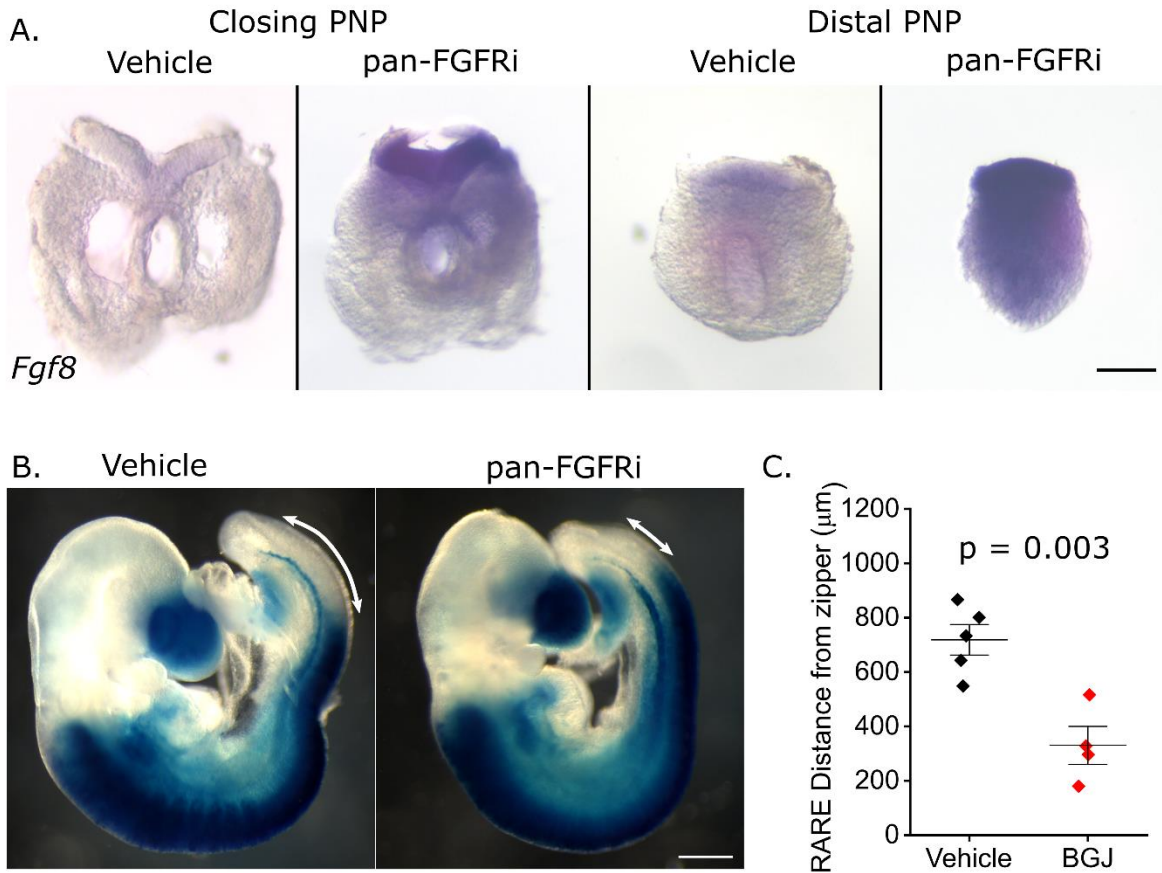 A.
Closing PNP
Distal PNP
Vehicle
pan-FGFRi
Vehicle
pan-FGFRi
Fgf8
B.
Vehicle
pan-FGFRi
C.
RARE Distance from zipper (μm)
1200
1000
800
600
400
200
0
p = 0.003
Vehicle
BGJ